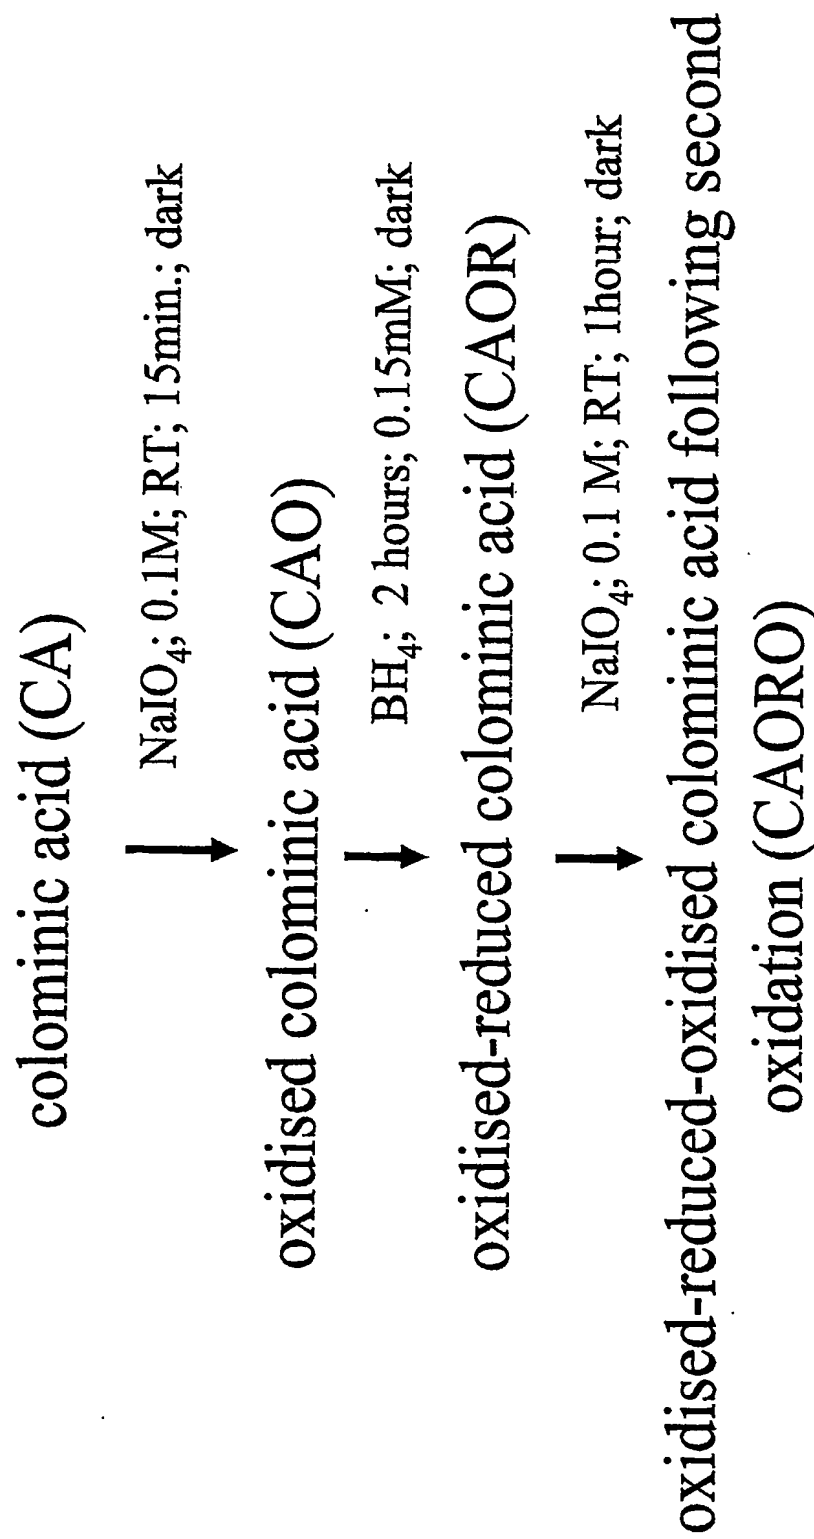 colominic acid (CA)
NaIO₄; 0.1M; RT; 15min.; dark
oxidised colominic acid (CAO)
BH₄; 2 hours; 0.15mM; dark
oxidised-reduced colominic acid (CAOR)
NaIO₄; 0.1 M; RT; 1hour; dark
oxidised-reduced-oxidised colominic acid following second
oxidation (CAORO)